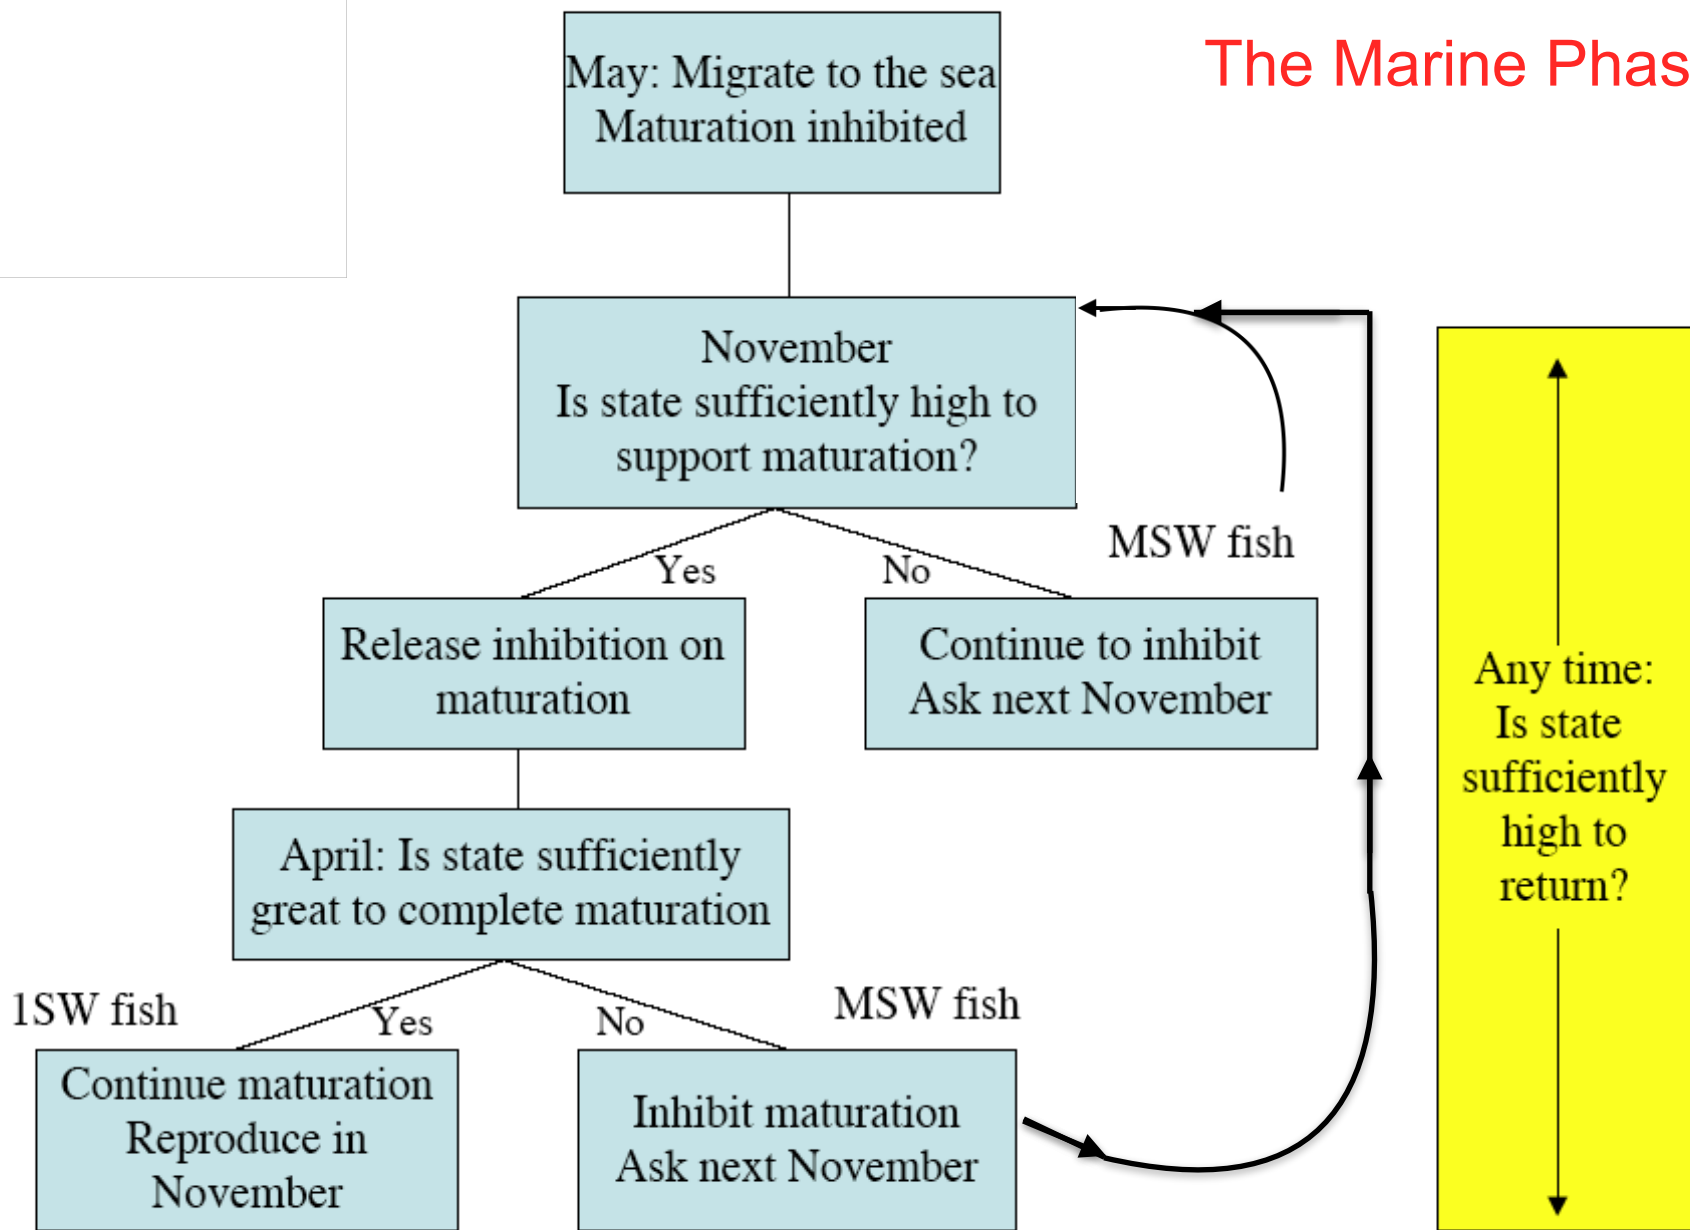 The Marine Phas
May: Migrate to the sea
Maturation inhibited
November
Is state sufficiently high to
support maturation?
MSW fish
Yes
No
Release inhibition on
maturation
Continue to inhibit
Ask next November
Any time:
Is state
sufficiently
high to
return?
April: Is state sufficiently
great to complete maturation
1SW fish
Yes
No
MSW fish
Continue maturation
Reproduce in
November
Inhibit maturation
Ask next November